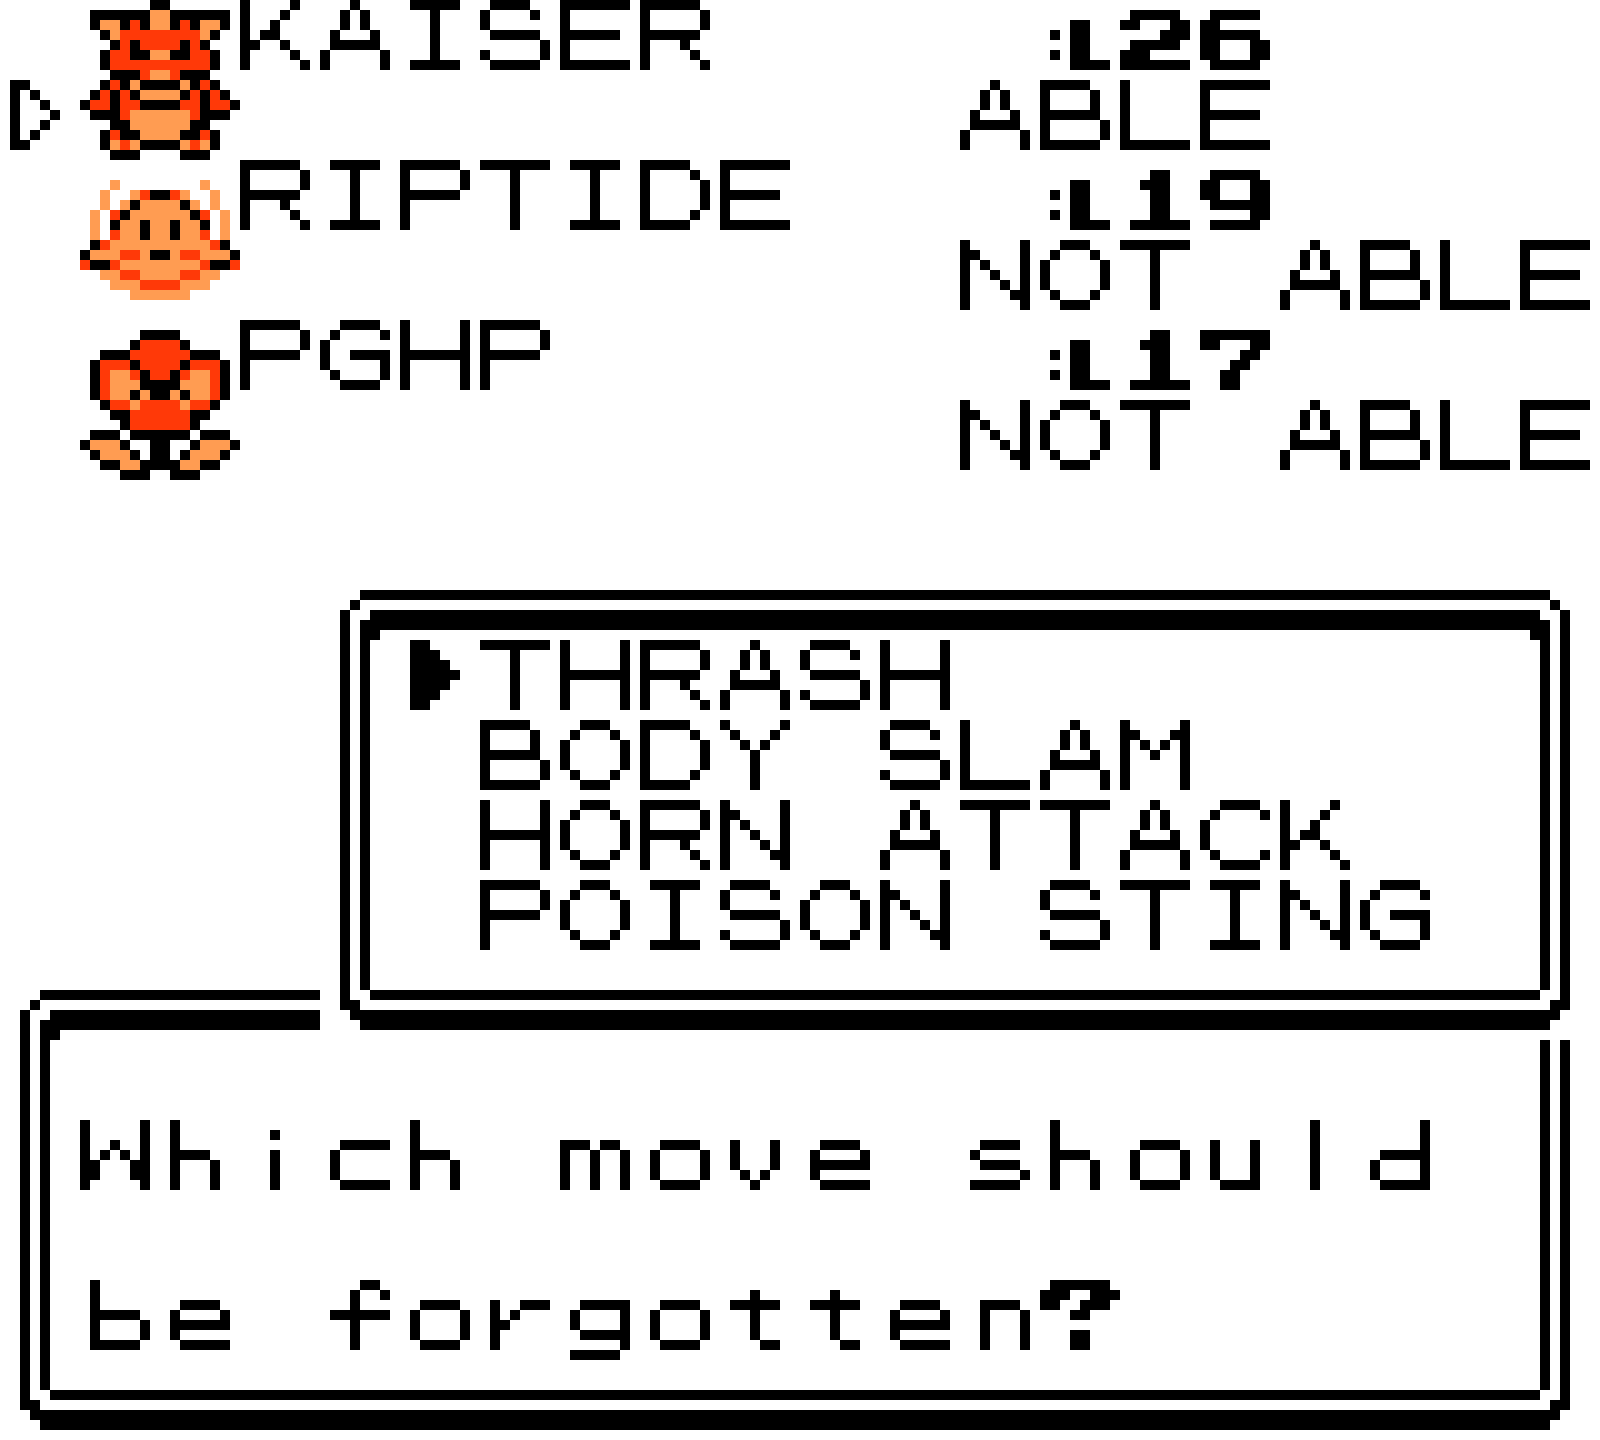 KAISER :L26
ABLE
RIPTIDE :L19
NOT ABLE
PGHP :L17
NOT ABLE
THRASH
BODY SLAM
HORN ATTACK
POISON STING
Which move should
be forgotten?